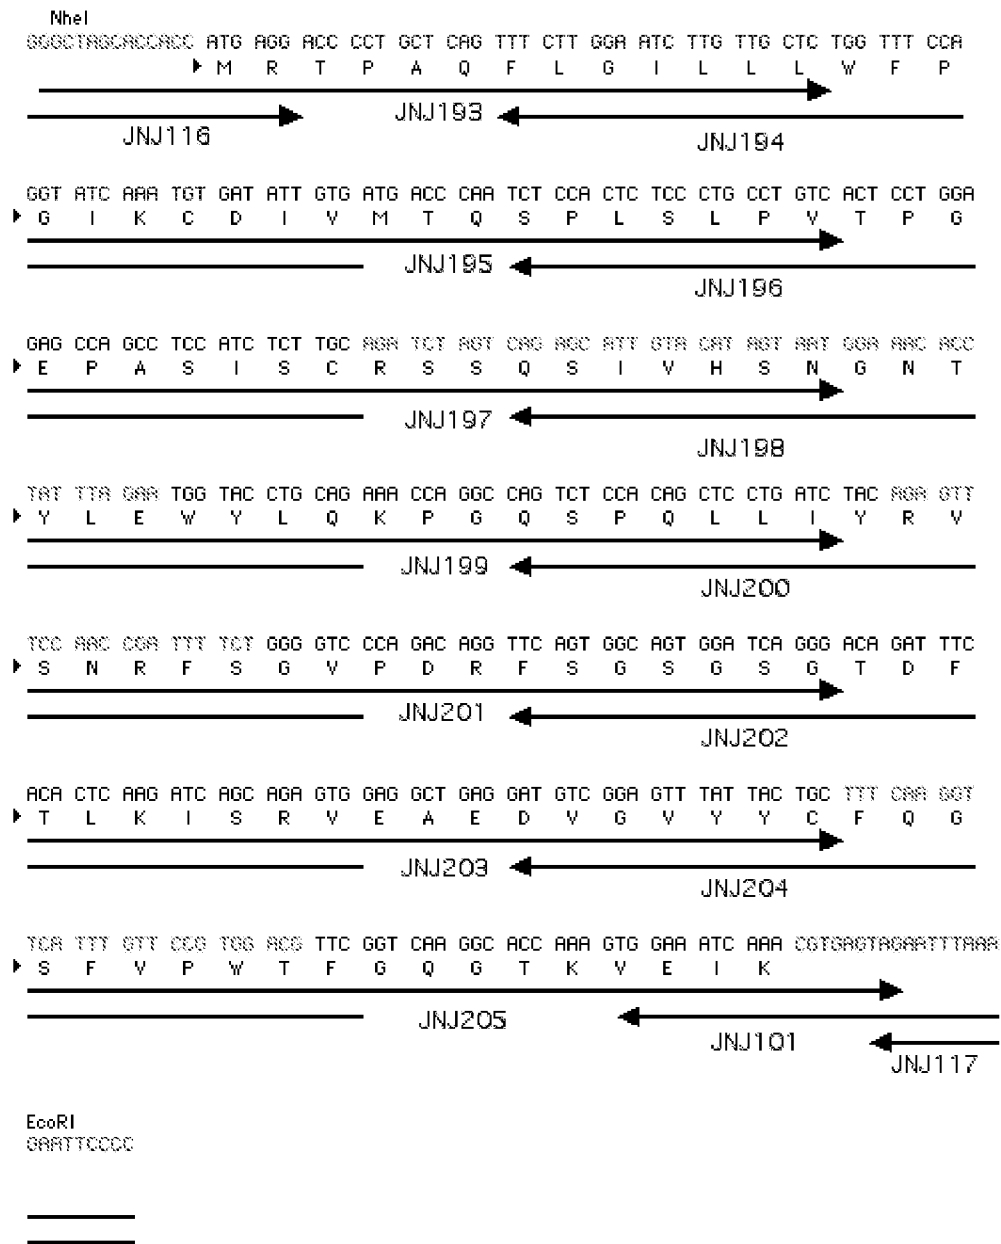 NheI
GGGCTAGCACCACC ATG AGG ACC CCT GCT CAG TTT CTT GGA ATC TTG TTG CTC TGG TTT CCA
M R T P A Q F L G I L L L W F P
JNJ193
JNJ116
JNJ194
GGT ATC AAA TGT GAT ATT GTG ATG ACC CAA TCT CCA CTC TCC CTG CCT GTC ACT CCT GGA
G I K C D I V M T Q S P L S L P V T P G
JNJ195
JNJ196
GAG CCA GCC TCC ATC TCT TGC AGA TCT AGT CAG AGC ATT GTA CAT AGT AAT GGA AAC ACC
E P A S I S C R S S Q S I V H S N G N T
JNJ197
JNJ198
TAT TTA GAA TGG TAC CTG CAG AAA CCA GGC CAG TCT CCA CAG CTC CTG ATC TAC AGA GTT
Y L E W Y L Q K P G Q S P Q L L I Y R V
JNJ199
JNJ200
TCC AAC CGA TTT TCT GGG GTC CCA GAC AGG TTC AGT GGC AGT GGA TCA GGG ACA GAT TTC
S N R F S G V P D R F S G S G S G T D F
JNJ201
JNJ202
ACA CTC AAG ATC AGC AGA GTG GAG GCT GAG GAT GTC GGA GTT TAT TAC TGC TTT CAA GGT
T L K I S R V E A E D V G V Y Y C F Q G
JNJ203
JNJ204
TCA TTT GTT CCG TGG ACG TTC GGT CAA GGC ACC AAA GTG GAA ATC AAA CGTGAGTAGAATTTAAA
S F V P W T F G Q G T K V E I K
JNJ205
JNJ101
JNJ117
EcoRI
GAATTCCCC